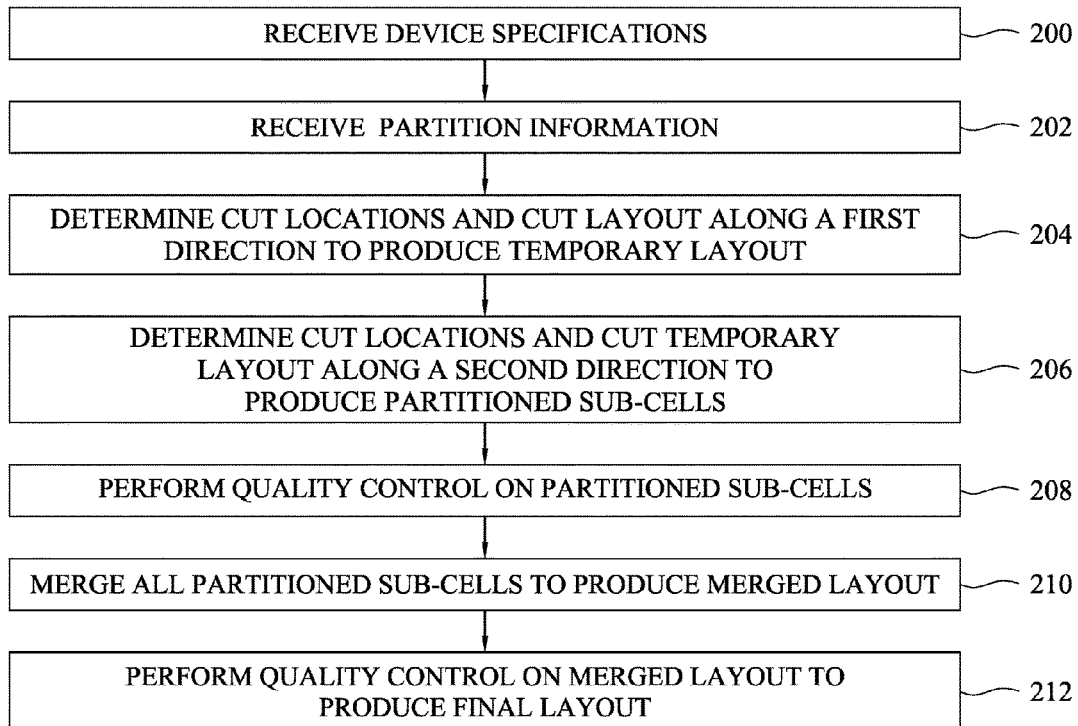 RECEIVE DEVICE SPECIFICATIONS
200
RECEIVE PARTITION INFORMATION
202
DETERMINE CUT LOCATIONS AND CUT LAYOUT ALONG A FIRST
DIRECTION TO PRODUCE TEMPORARY LAYOUT
204
DETERMINE CUT LOCATIONS AND CUT TEMPORARY
LAYOUT ALONG A SECOND DIRECTION TO
PRODUCE PARTITIONED SUB-CELLS
206
PERFORM QUALITY CONTROL ON PARTITIONED SUB-CELLS
208
MERGE ALL PARTITIONED SUB-CELLS TO PRODUCE MERGED LAYOUT
210
PERFORM QUALITY CONTROL ON MERGED LAYOUT TO
PRODUCE FINAL LAYOUT
212